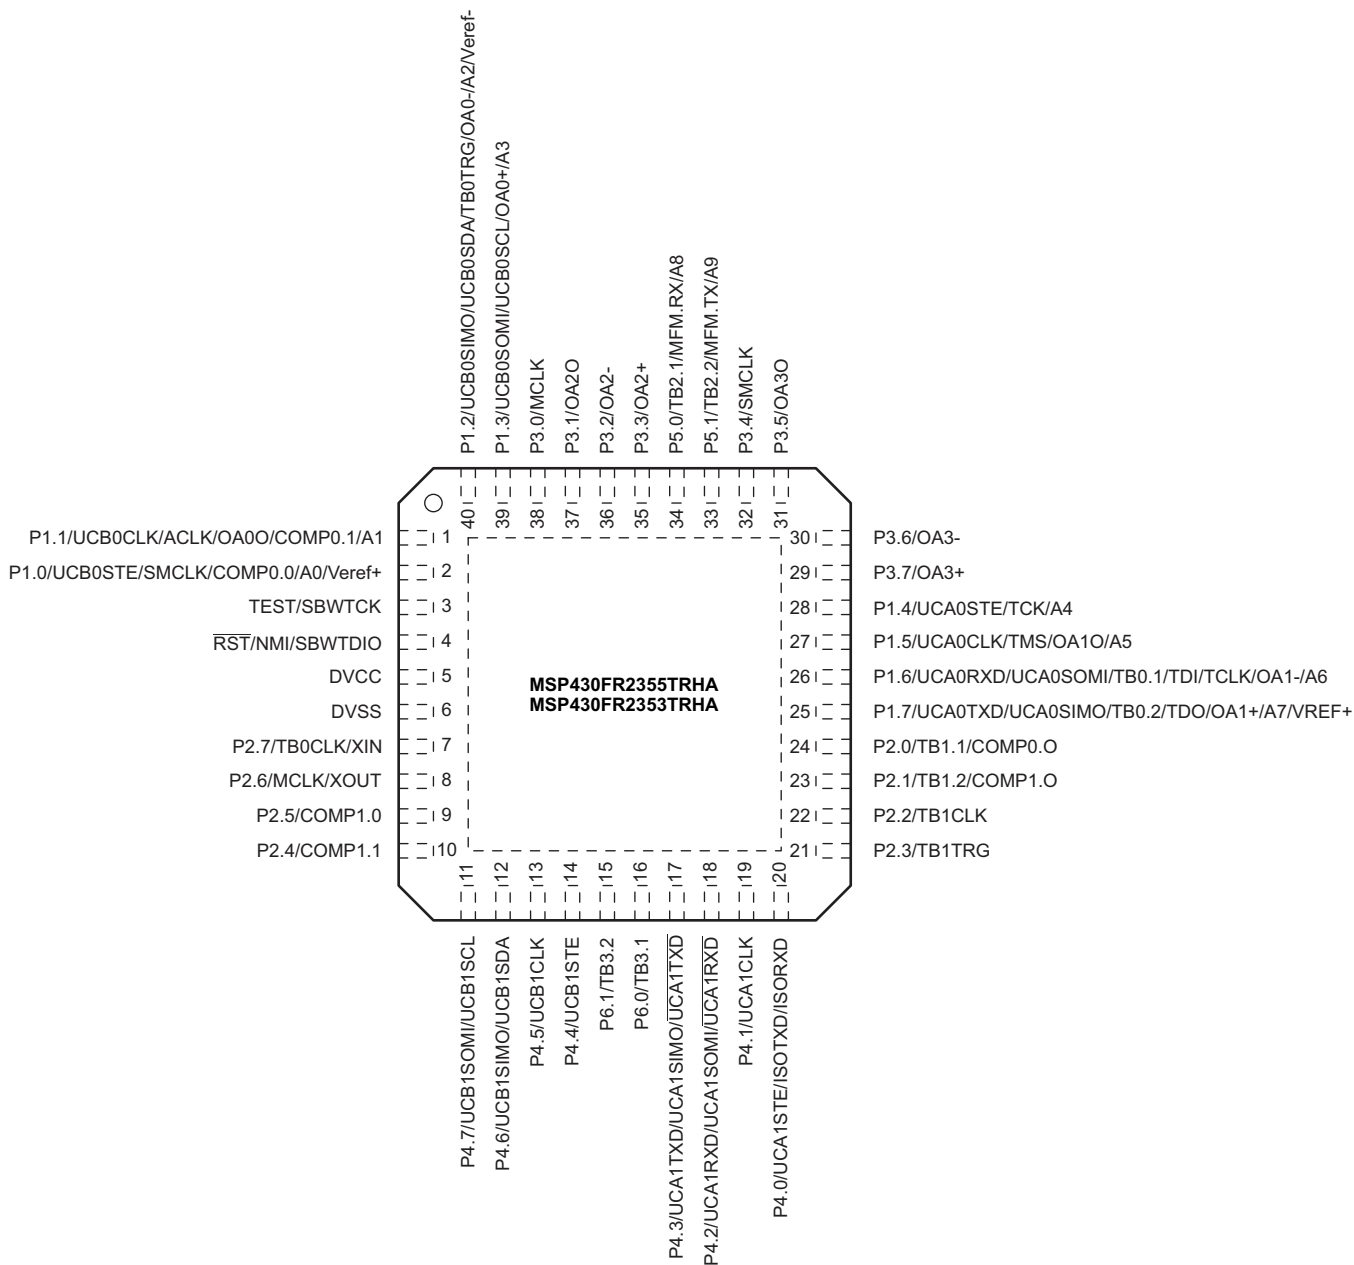 P1.2/UCB0SIMO/UCB0SDA/TB0TRG/OA0-/A2/Veref-
P1.3/UCB0SOMI/UCB0SCL/OA0+/A3
P3.0/MCLK
P3.1/OA2O
P3.2/OA2-
P3.3/OA2+
P5.0/TB2.1/MFM.RX/A8
P5.1/TB2.2/MFM.TX/A9
P3.4/SMCLK
P3.5/OA3O
40
39
38
37
36
35
34
33
32
31
P1.1/UCB0CLK/ACLK/OA0O/COMP0.1/A1 1
P1.0/UCB0STE/SMCLK/COMP0.0/A0/Veref+ 2
TEST/SBWTCK 3
RST/NMI/SBWTDIO 4
DVCC 5
DVSS 6
P2.7/TB0CLK/XIN 7
P2.6/MCLK/XOUT 8
P2.5/COMP1.0 9
P2.4/COMP1.1 10
MSP430FR2355TRHA
MSP430FR2353TRHA
30 P3.6/OA3-
29 P3.7/OA3+
28 P1.4/UCA0STE/TCK/A4
27 P1.5/UCA0CLK/TMS/OA1O/A5
26 P1.6/UCA0RXD/UCA0SOMI/TB0.1/TDI/TCLK/OA1-/A6
25 P1.7/UCA0TXD/UCA0SIMO/TB0.2/TDO/OA1+/A7/VREF+
24 P2.0/TB1.1/COMP0.O
23 P2.1/TB1.2/COMP1.O
22 P2.2/TB1CLK
21 P2.3/TB1TRG
11
12
13
14
15
16
17
18
19
20
P4.7/UCB1SOMI/UCB1SCL
P4.6/UCB1SIMO/UCB1SDA
P4.5/UCB1CLK
P4.4/UCB1STE
P6.1/TB3.2
P6.0/TB3.1
P4.3/UCA1TXD/UCA1SIMO/UCA1TXD
P4.2/UCA1RXD/UCA1SOMI/UCA1RXD
P4.1/UCA1CLK
P4.0/UCA1STE/ISOTXD/ISORXD